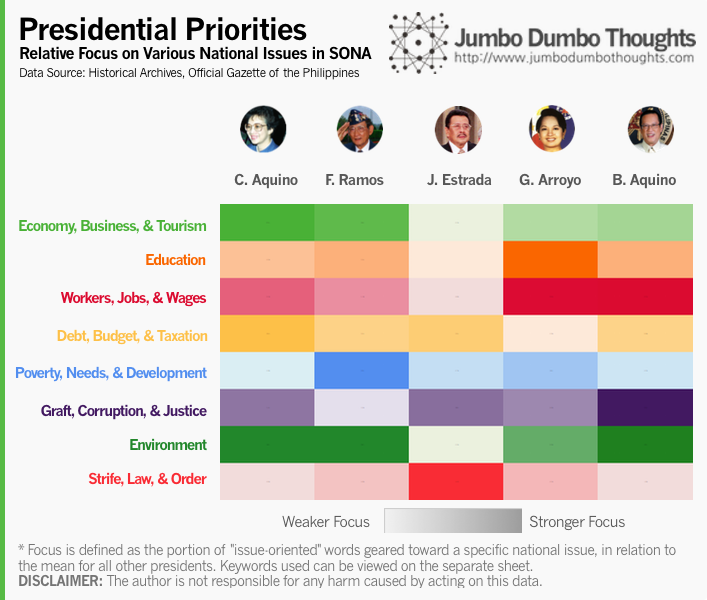 Presidential Priorities
Relative Focus on Various National Issues in SONA
Data Source: Historical Archives, Official Gazette of the Philippines
Jumbo Dumbo Thoughts
http://www.jumbodumbothoughts.com
C. Aquino F. Ramos J. Estrada G. Arroyo B. Aquino
Economy, Business, & Tourism
Education
Workers, Jobs, & Wages
Debt, Budget, & Taxation
Poverty, Needs, & Development
Graft, Corruption, & Justice
Environment
Strife, Law, & Order
Weaker Focus Stronger Focus
* Focus is defined as the portion of "issue-oriented" words geared toward a specific national issue, in relation to
the mean for all other presidents. Keywords used can be viewed on the separate sheet.
DISCLAIMER: The author is not responsible for any harm caused by acting on this data.